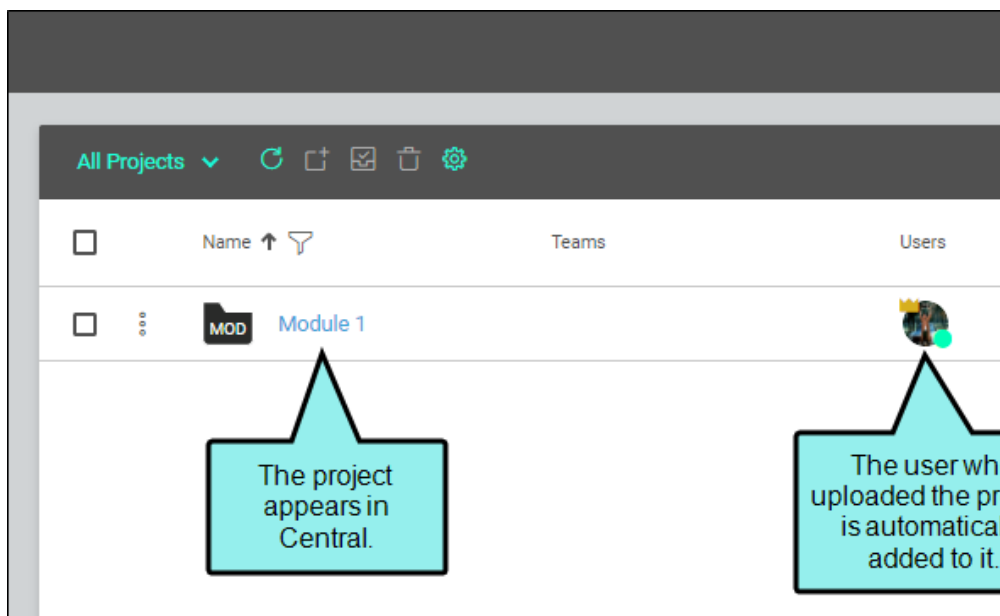 All Projects
Name Teams Users
MOD Module 1
The project
appears in
Central.
The user wh
uploaded the pr
is automatica
added to it.